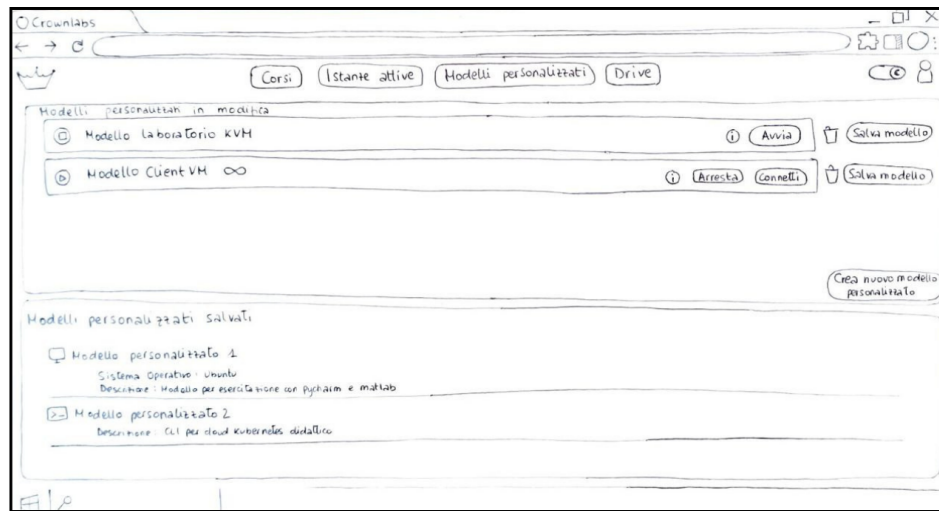 Crownlabs
Corsi Istanze attive Modelli personalizzati Drive
Modelli personalizzati in modifica
Modello laboratorio KVM i Avvia Salva modello
Modello Client VM ∞ i Arresta Connetti Salva modello
Crea nuovo modello
personalizzato
Modelli personalizzati salvati
Modello personalizzato 1
Sistema Operativo: Ubuntu
Descrizione: Modello per esercitazione con Pycharm e matlab
Modello personalizzato 2
Descrizione: CLI per cloud Kubernetes didattico